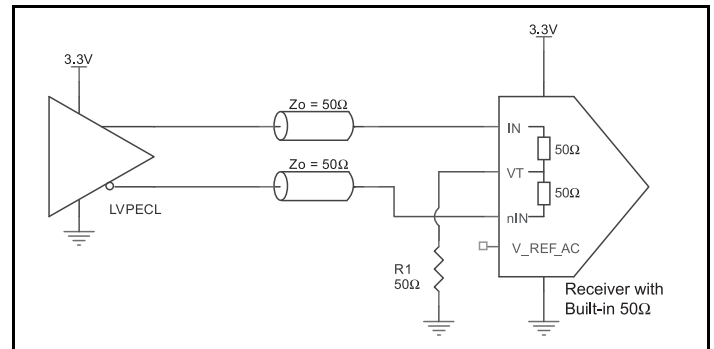 3.3V
3.3V
Zo = 50Ω
IN
50Ω
Zo = 50Ω
VT
50Ω
LVPECL
nIN
V_REF_AC
R1
50Ω
Receiver with
Built-in 50Ω